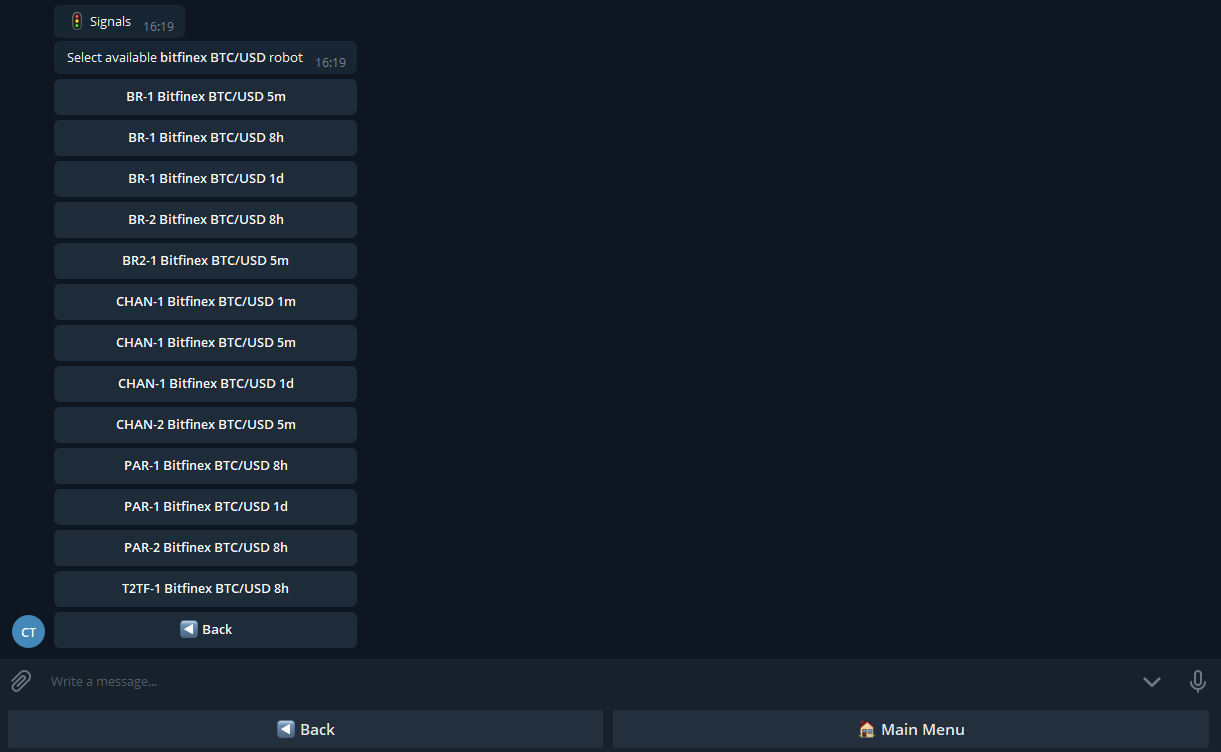 🚦 Signals 16:19
Select available bitfinex BTC/USD robot 16:19
BR-1 Bitfinex BTC/USD 5m
BR-1 Bitfinex BTC/USD 8h
BR-1 Bitfinex BTC/USD 1d
BR-2 Bitfinex BTC/USD 8h
BR2-1 Bitfinex BTC/USD 5m
CHAN-1 Bitfinex BTC/USD 1m
CHAN-1 Bitfinex BTC/USD 5m
CHAN-1 Bitfinex BTC/USD 1d
CHAN-2 Bitfinex BTC/USD 5m
PAR-1 Bitfinex BTC/USD 8h
PAR-1 Bitfinex BTC/USD 1d
PAR-2 Bitfinex BTC/USD 8h
T2TF-1 Bitfinex BTC/USD 8h
CT ◀️ Back
Write a message...
◀️ Back 🏠 Main Menu